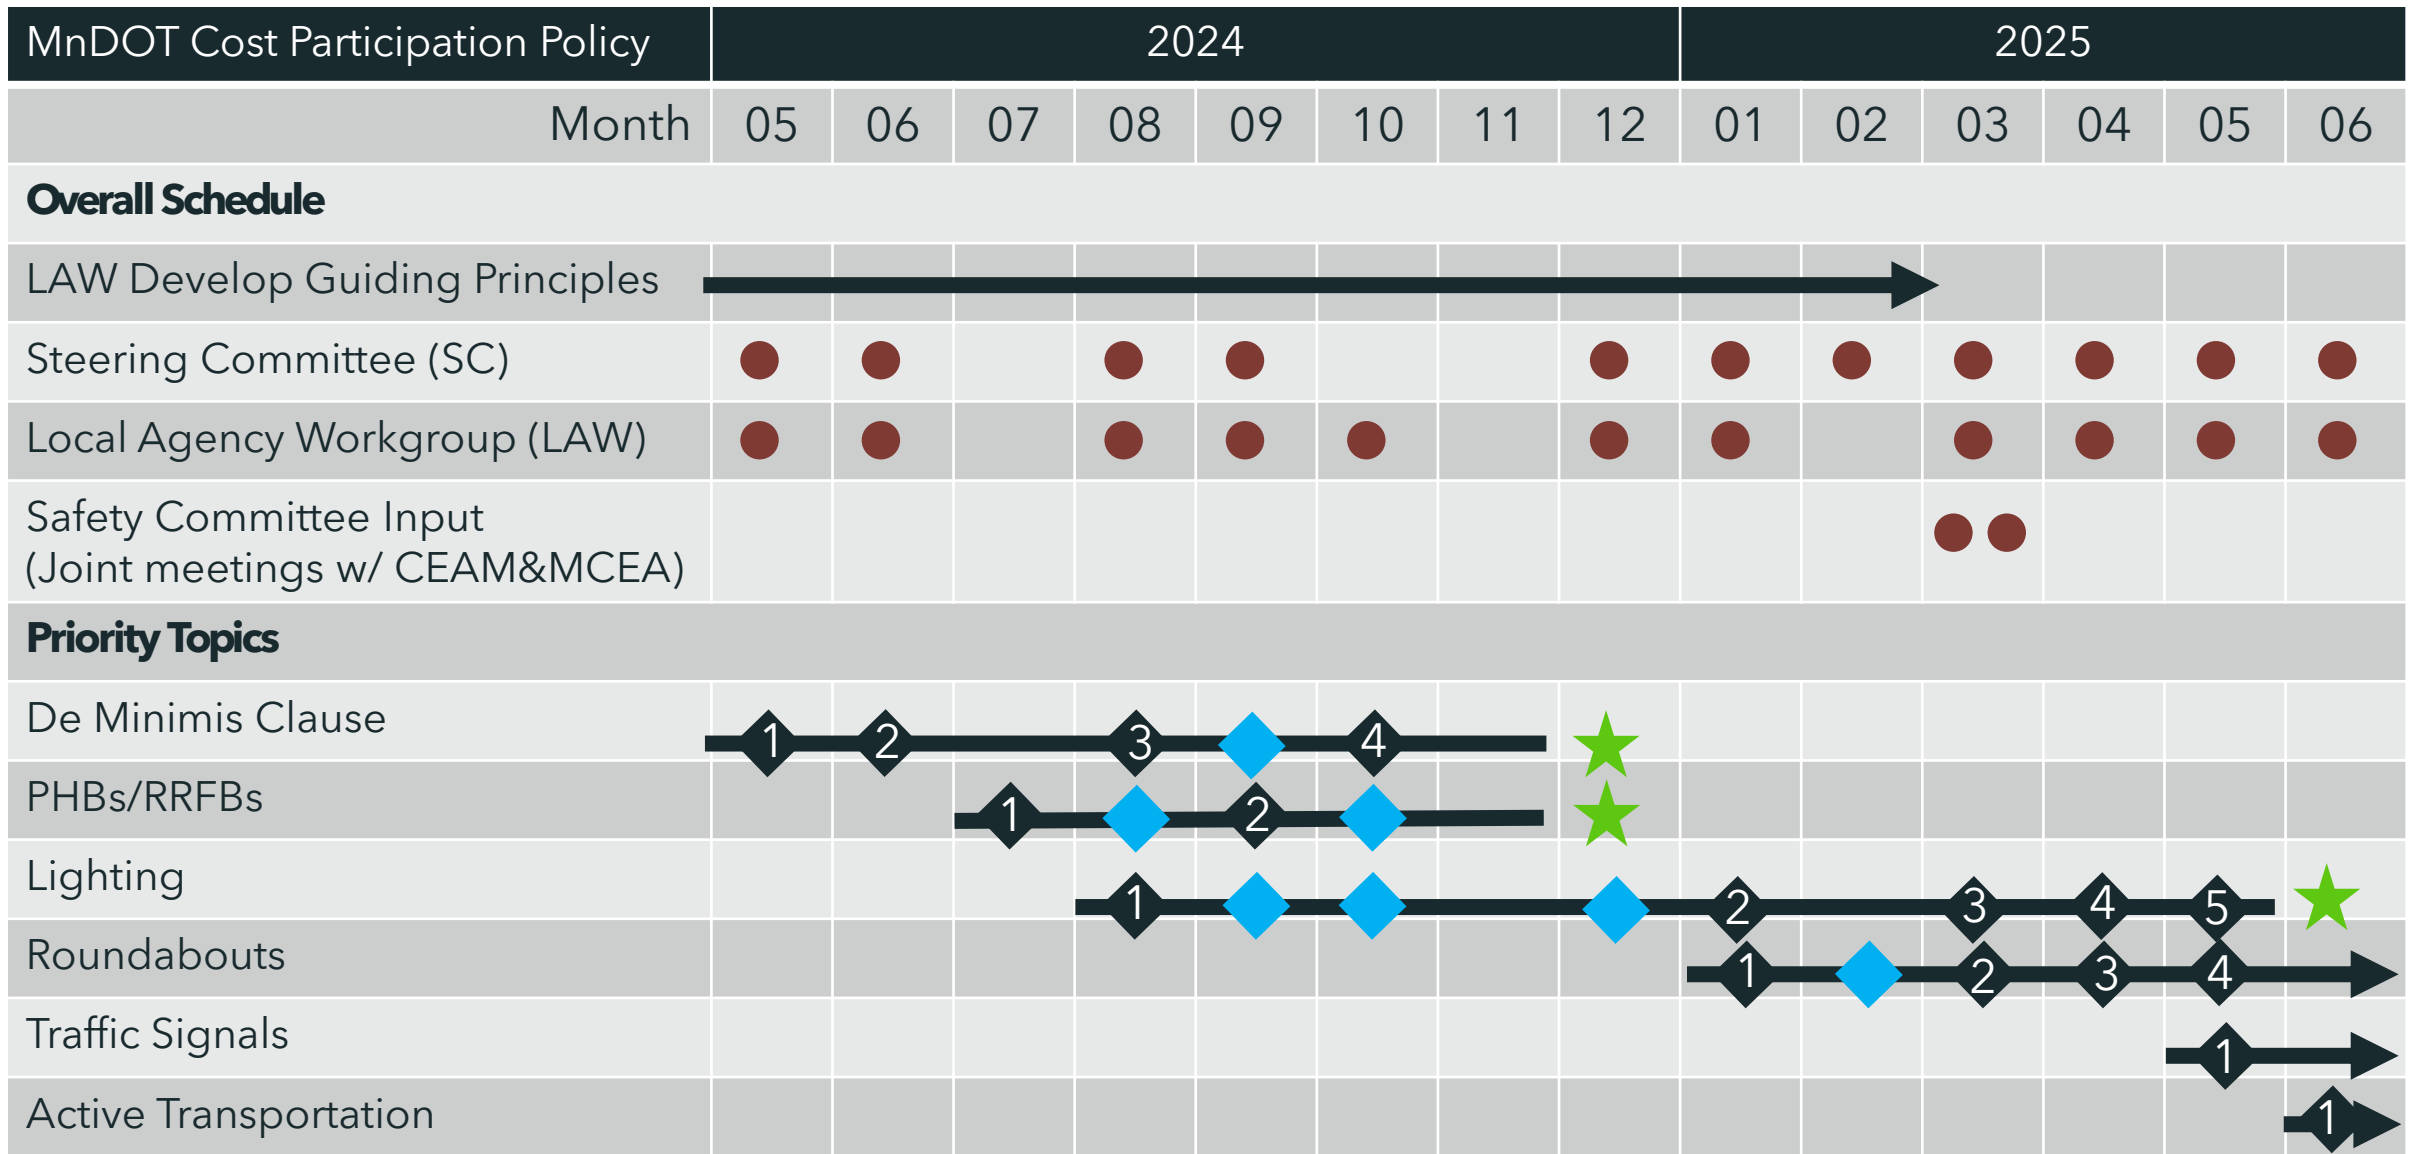 MnDOT Cost Participation Policy 2024 2025
Month 05 06 07 08 09 10 11 12 01 02 03 04 05 06
Overall Schedule
LAW Develop Guiding Principles
Steering Committee (SC)
Local Agency Workgroup (LAW)
Safety Committee Input
(Joint meetings w/ CEAM&MCEA)
Priority Topics
De Minimis Clause 1 2 3 4
PHBs/RRFBs 1 2
Lighting 1 2 3 4 5
Roundabouts 1 2 3 4
Traffic Signals 1
Active Transportation 1